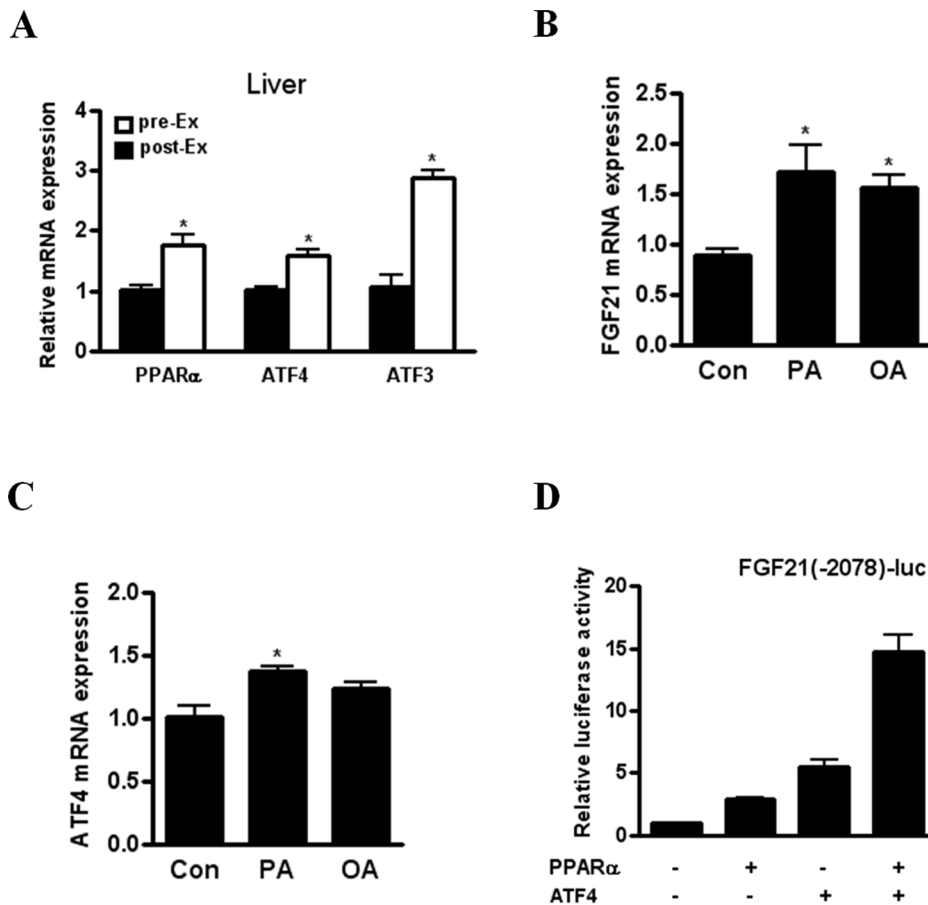 A
Liver
Relative mRNA expression
4
3
2
1
0
pre-Ex
post-Ex
*
*
*
PPARα
ATF4
ATF3
B
FGF21 mRNA expression
2.5
2.0
1.5
1.0
0.5
0.0
*
*
Con
PA
OA
C
ATF4 mRNA expression
2.0
1.5
1.0
0.5
0.0
*
Con
PA
OA
D
FGF21(-2078)-luc
Relative luciferase activity
20
15
10
5
0
PPARα - + - +
ATF4 - - + +